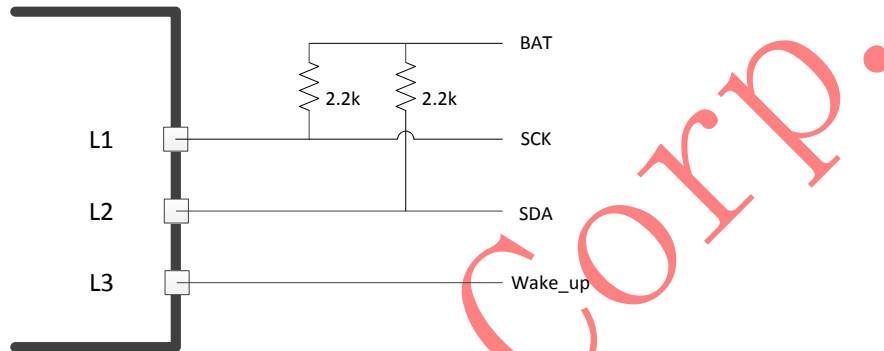 BAT
2.2k 2.2k
L1 SCK
L2 SDA
L3 Wake_up
Corp.